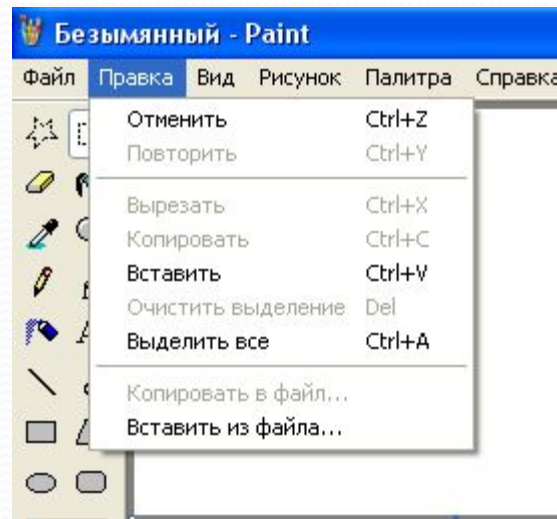 Безымянный - Paint
Файл Правка Вид Рисунок Палитра Справка
Отменить Ctrl+Z
Повторить Ctrl+Y
Вырезать Ctrl+X
Копировать Ctrl+C
Вставить Ctrl+V
Очистить выделение Del
Выделить все Ctrl+A
Копировать в файл...
Вставить из файла...